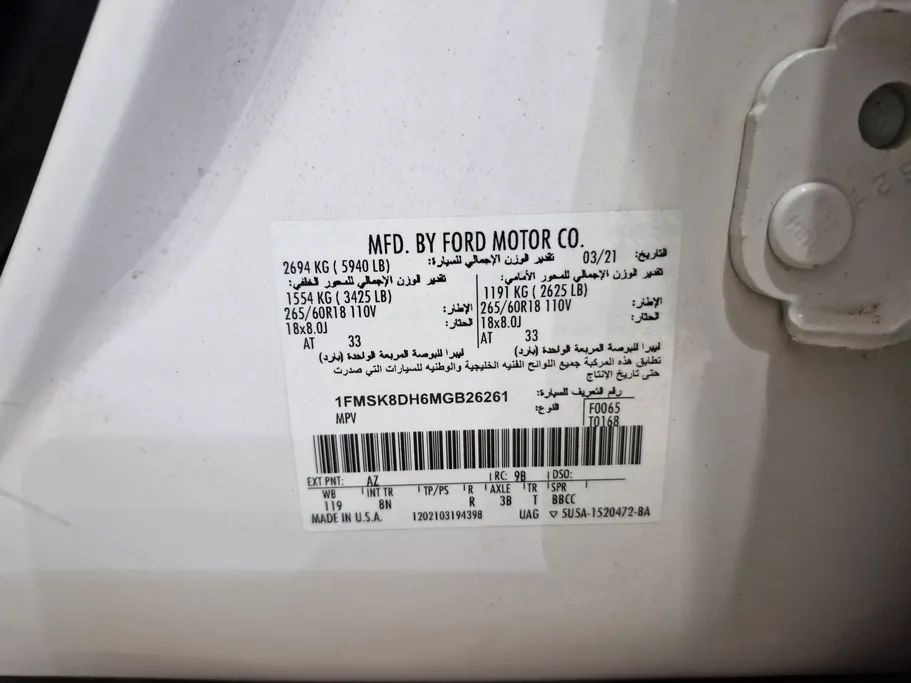 MFD. BY FORD MOTOR CO.
2694 KG ( 5940 LB) تقدير الوزن الإجمالي للسيارة: 03/21 التاريخ:
تقدير الوزن الإجمالي للمحور الخلفي: تقدير الوزن الإجمالي للمحور الأمامي:
1554 KG ( 3425 LB) 1191 KG ( 2625 LB)
265/60R18 110V الإطار: 265/60R18 110V الإطار:
18x8.0J الحتار: 18x8.0J الحتار:
AT 33 AT 33
ليبرا للبوصة المربعة الواحدة (بارد) ليبرا للبوصة المربعة الواحدة (بارد)
تطابق هذه المركبة جميع اللوائح الفنيه الخليجية والوطنيه للسيارات التي صدرت
حتى تاريخ الإنتاج
1FMSK8DH6MGB26261 رقم التعريف للسيارة:
MPV النوع: F0065
T0168
EXT PNT: AZ RC: 9B DSO:
WB INT TR TP/PS R AXLE TR SPR
119 8N R 3B T BBCC
MADE IN U.S.A. 1202103194398 UAG ▽ 5U5A-1520472-BA